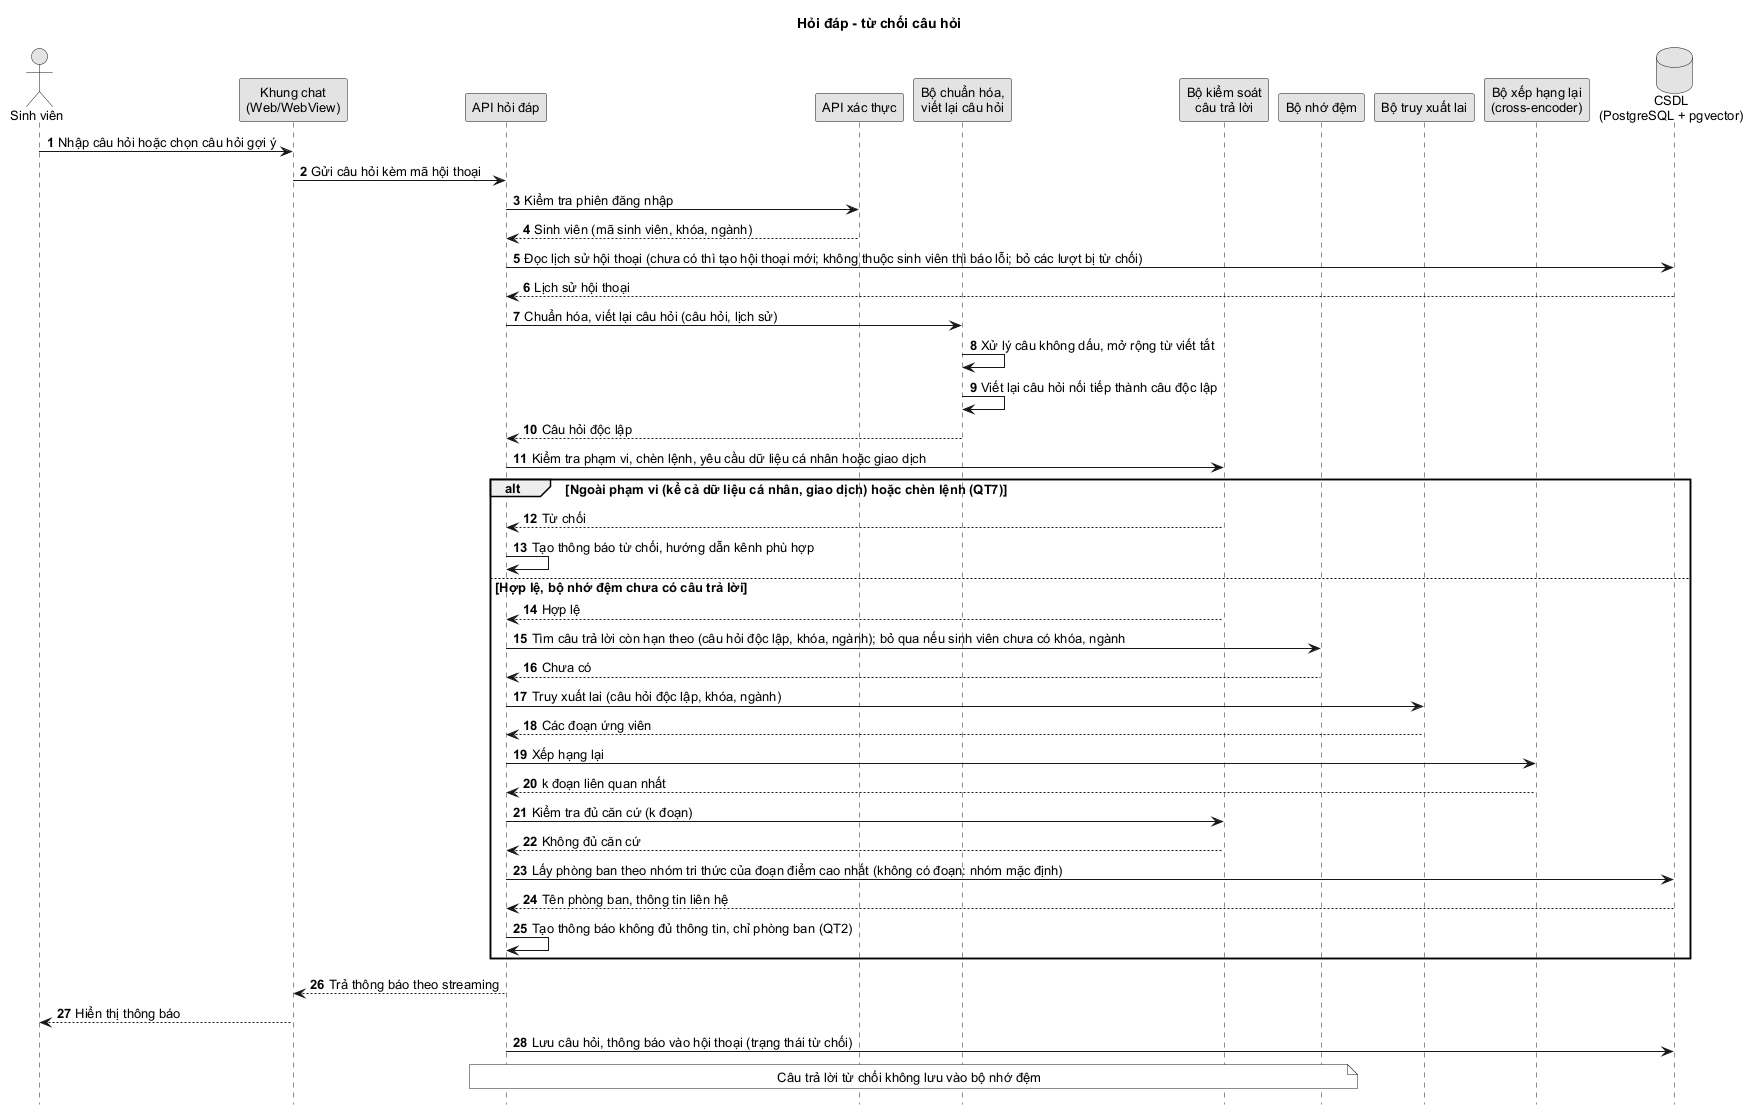 Hỏi đáp - từ chối câu hỏi
Sinh viên
Khung chat
(Web/WebView)
API hỏi đáp
API xác thực
Bộ chuẩn hóa,
viết lại câu hỏi
Bộ kiểm soát
câu trả lời
Bộ nhớ đệm
Bộ truy xuất lai
Bộ xếp hạng lại
(cross-encoder)
CSDL
(PostgreSQL + pgvector)
1 Nhập câu hỏi hoặc chọn câu hỏi gợi ý
2 Gửi câu hỏi kèm mã hội thoại
3 Kiểm tra phiên đăng nhập
4 Sinh viên (mã sinh viên, khóa, ngành)
5 Đọc lịch sử hội thoại (chưa có thì tạo hội thoại mới; không thuộc sinh viên thì báo lỗi; bỏ các lượt bị từ chối)
6 Lịch sử hội thoại
7 Chuẩn hóa, viết lại câu hỏi (câu hỏi, lịch sử)
8 Xử lý câu không dấu, mở rộng từ viết tắt
9 Viết lại câu hỏi nối tiếp thành câu độc lập
10 Câu hỏi độc lập
11 Kiểm tra phạm vi, chèn lệnh, yêu cầu dữ liệu cá nhân hoặc giao dịch
alt [Ngoài phạm vi (kể cả dữ liệu cá nhân, giao dịch) hoặc chèn lệnh (QT7)]
12 Từ chối
13 Tạo thông báo từ chối, hướng dẫn kênh phù hợp
[Hợp lệ, bộ nhớ đệm chưa có câu trả lời]
14 Hợp lệ
15 Tìm câu trả lời còn hạn theo (câu hỏi độc lập, khóa, ngành); bỏ qua nếu sinh viên chưa có khóa, ngành
16 Chưa có
17 Truy xuất lai (câu hỏi độc lập, khóa, ngành)
18 Các đoạn ứng viên
19 Xếp hạng lại
20 k đoạn liên quan nhất
21 Kiểm tra đủ căn cứ (k đoạn)
22 Không đủ căn cứ
23 Lấy phòng ban theo nhóm tri thức của đoạn điểm cao nhất (không có đoạn: nhóm mặc định)
24 Tên phòng ban, thông tin liên hệ
25 Tạo thông báo không đủ thông tin, chỉ phòng ban (QT2)
26 Trả thông báo theo streaming
27 Hiển thị thông báo
28 Lưu câu hỏi, thông báo vào hội thoại (trạng thái từ chối)
Câu trả lời từ chối không lưu vào bộ nhớ đệm